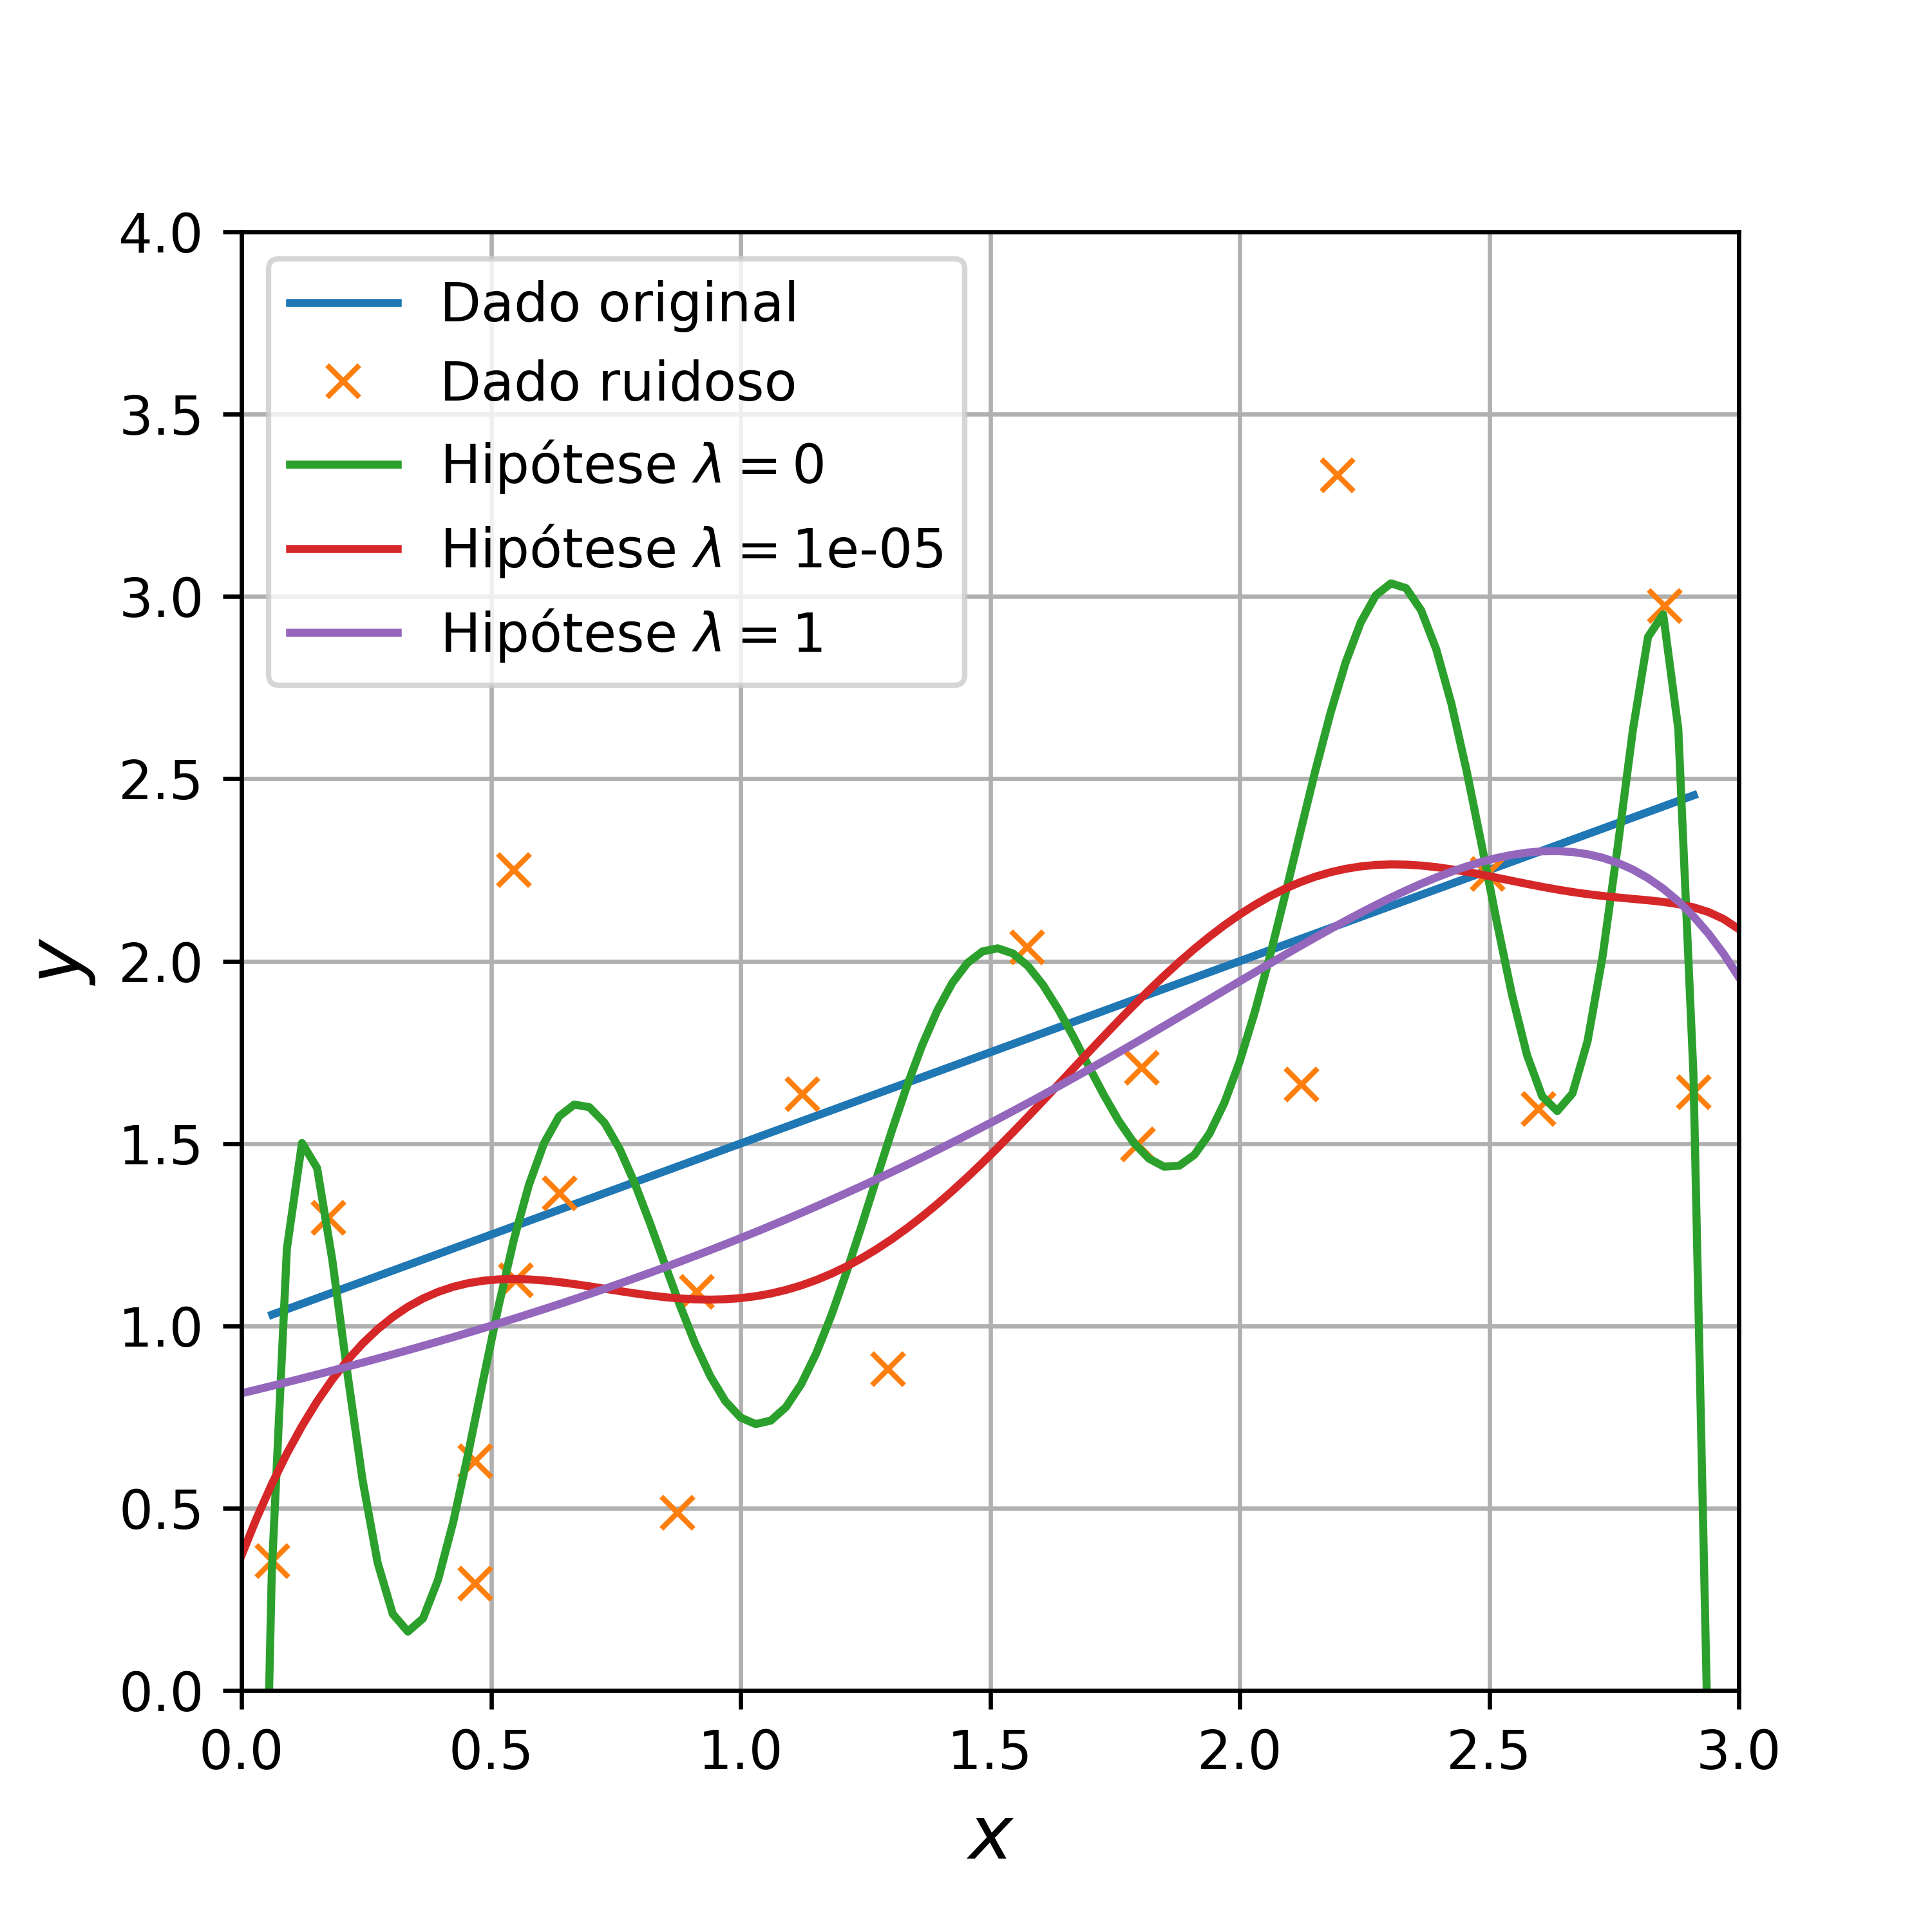 Dado original
Dado ruidoso
Hipótese λ = 0
Hipótese λ = 1e-05
Hipótese λ = 1
4.0
3.5
3.0
2.5
2.0
1.5
1.0
0.5
0.0
y
0.0 0.5 1.0 1.5 2.0 2.5 3.0
x